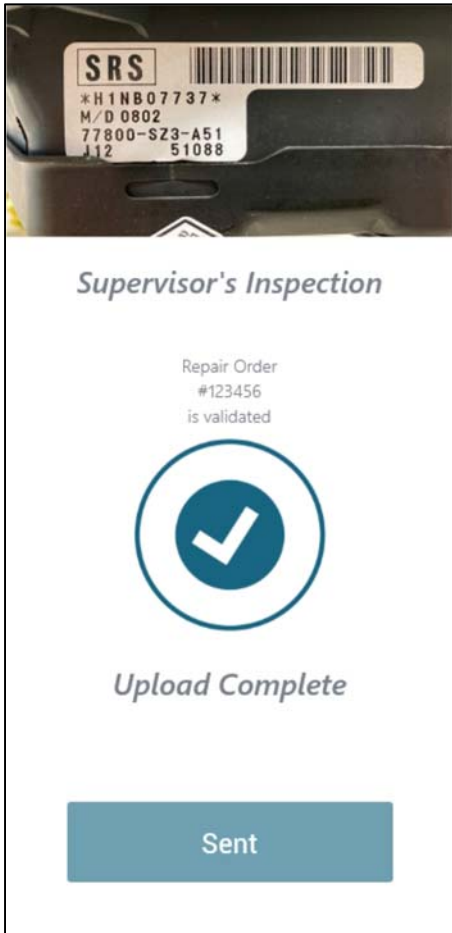 SRS
*H1NB07737*
M/D 0802
77800-SZ3-A51
J12 51088
Supervisor's Inspection
Repair Order
#123456
is validated
Upload Complete
Sent